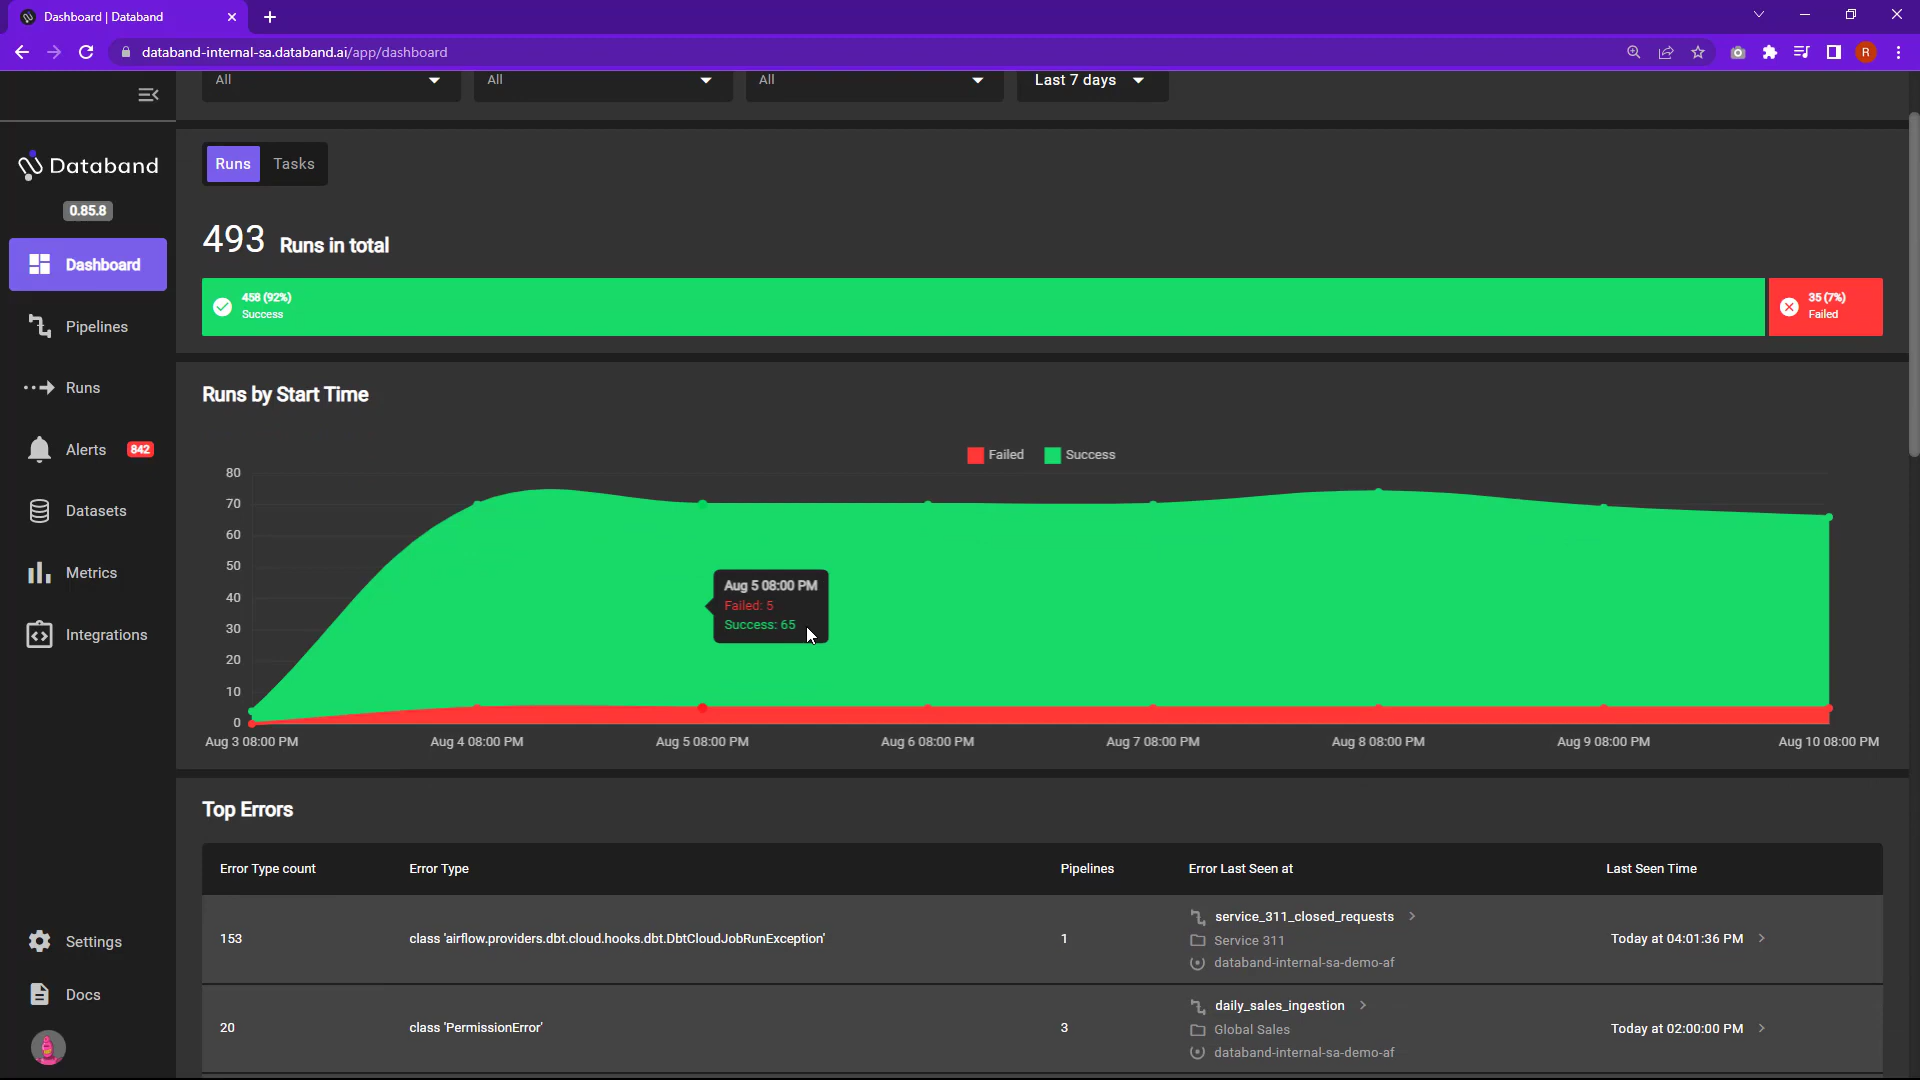 Dashboard | Databand
databand-internal-sa.databand.ai/app/dashboard
R
All
All
All
Last 7 days
Databand
0.85.8
Dashboard
Pipelines
Runs
Alerts 842
Datasets
Metrics
Integrations
Settings
Docs
Runs Tasks
493 Runs in total
458 (92%)
Success
35 (7%)
Failed
Runs by Start Time
Failed Success
80
70
60
50
40
30
20
10
0
Aug 5 08:00 PM
Failed: 5
Success: 65
Aug 3 08:00 PM Aug 4 08:00 PM Aug 5 08:00 PM Aug 6 08:00 PM Aug 7 08:00 PM Aug 8 08:00 PM Aug 9 08:00 PM Aug 10 08:00 PM
Top Errors
Error Type count Error Type Pipelines Error Last Seen at Last Seen Time
153 class 'airflow.providers.dbt.cloud.hooks.dbt.DbtCloudJobRunException' 1 service_311_closed_requests Today at 04:01:36 PM
Service 311
databand-internal-sa-demo-af
20 class 'PermissionError' 3 daily_sales_ingestion Today at 02:00:00 PM
Global Sales
databand-internal-sa-demo-af